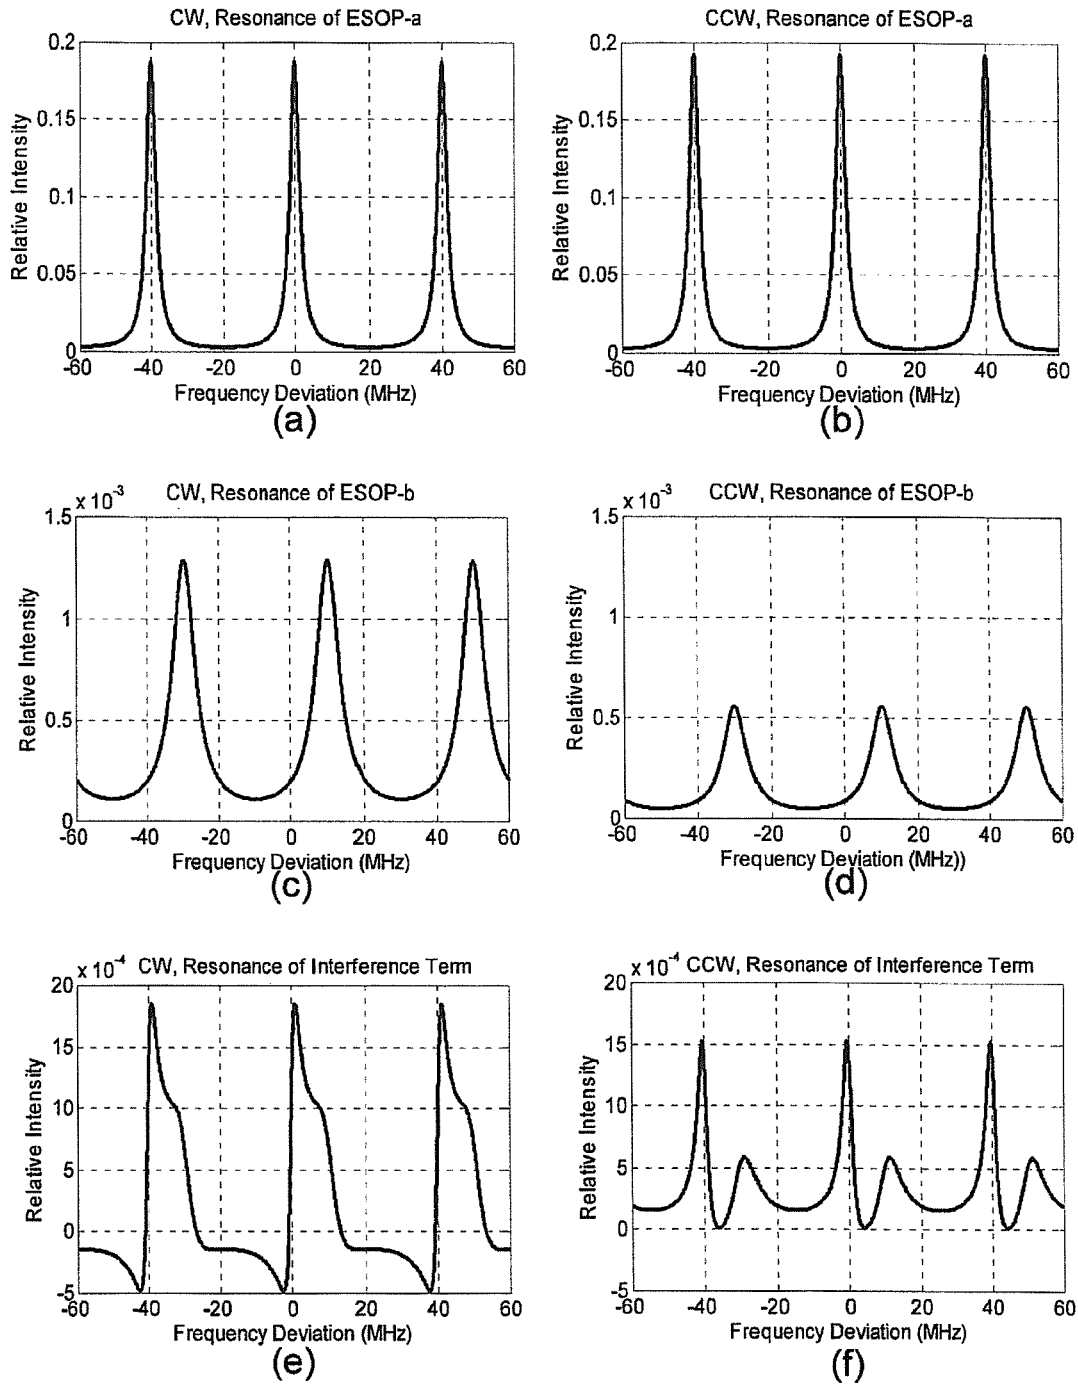 CW, Resonance of ESOP-a
0.2
0.15
0.1
0.05
0
-60 -40 -20 0 20 40 60
Relative Intensity
Frequency Deviation (MHz)
(a)
CCW, Resonance of ESOP-a
0.2
0.15
0.1
0.05
0
-60 -40 -20 0 20 40 60
Relative Intensity
Frequency Deviation (MHz)
(b)
x 10-3 CW, Resonance of ESOP-b
1.5
1
0.5
0
-60 -40 -20 0 20 40 60
Relative Intensity
Frequency Deviation (MHz)
(c)
x 10-3 CCW, Resonance of ESOP-b
1.5
1
0.5
0
-60 -40 -20 0 20 40 60
Relative Intensity
Frequency Deviation (MHz))
(d)
x 10-4 CW, Resonance of Interference Term
20
15
10
5
0
-5
-60 -40 -20 0 20 40 60
Relative Intensity
Frequency Deviation (MHz)
(e)
x 10-4 CCW, Resonance of Interference Term
20
15
10
5
0
-5
-60 -40 -20 0 20 40 60
Relative Intensity
Frequency Deviation (MHz)
(f)